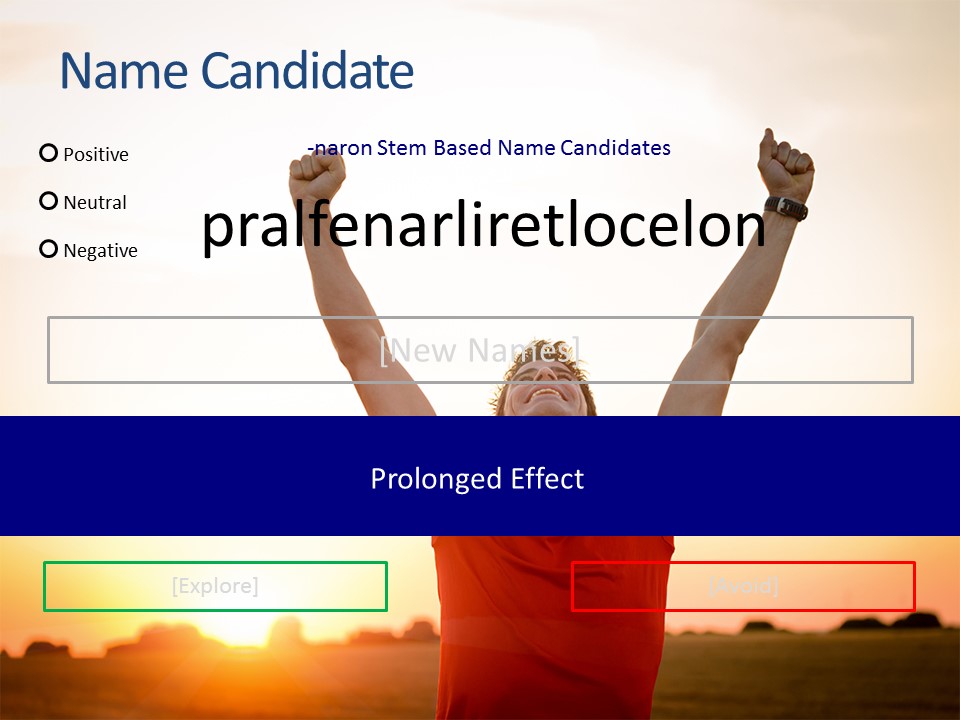 Name Candidate
Positive
-naron Stem Based Name Candidates
Neutral
pralfenarliretlocelon
Negative
[New Names]
Prolonged Effect
[Explore]
[Avoid]